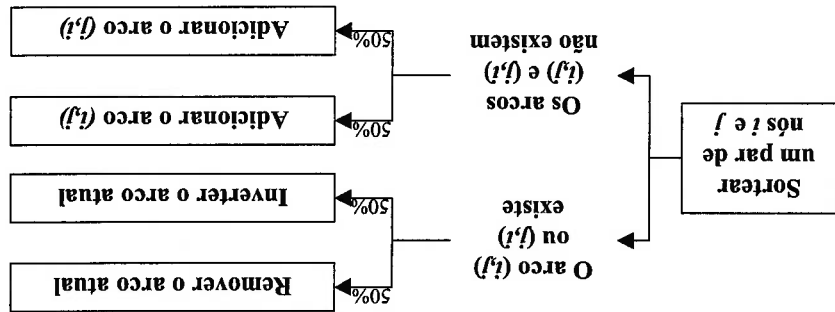 Sortear
um par de
nós i e j
O arco (i,j)
ou (j,i)
existe
50%
Remover o arco atual
50%
Inverter o arco atual
Os arcos
(i,j) e (j,i)
não existem
50%
Adicionar o arco (i,j)
50%
Adicionar o arco (j,i)